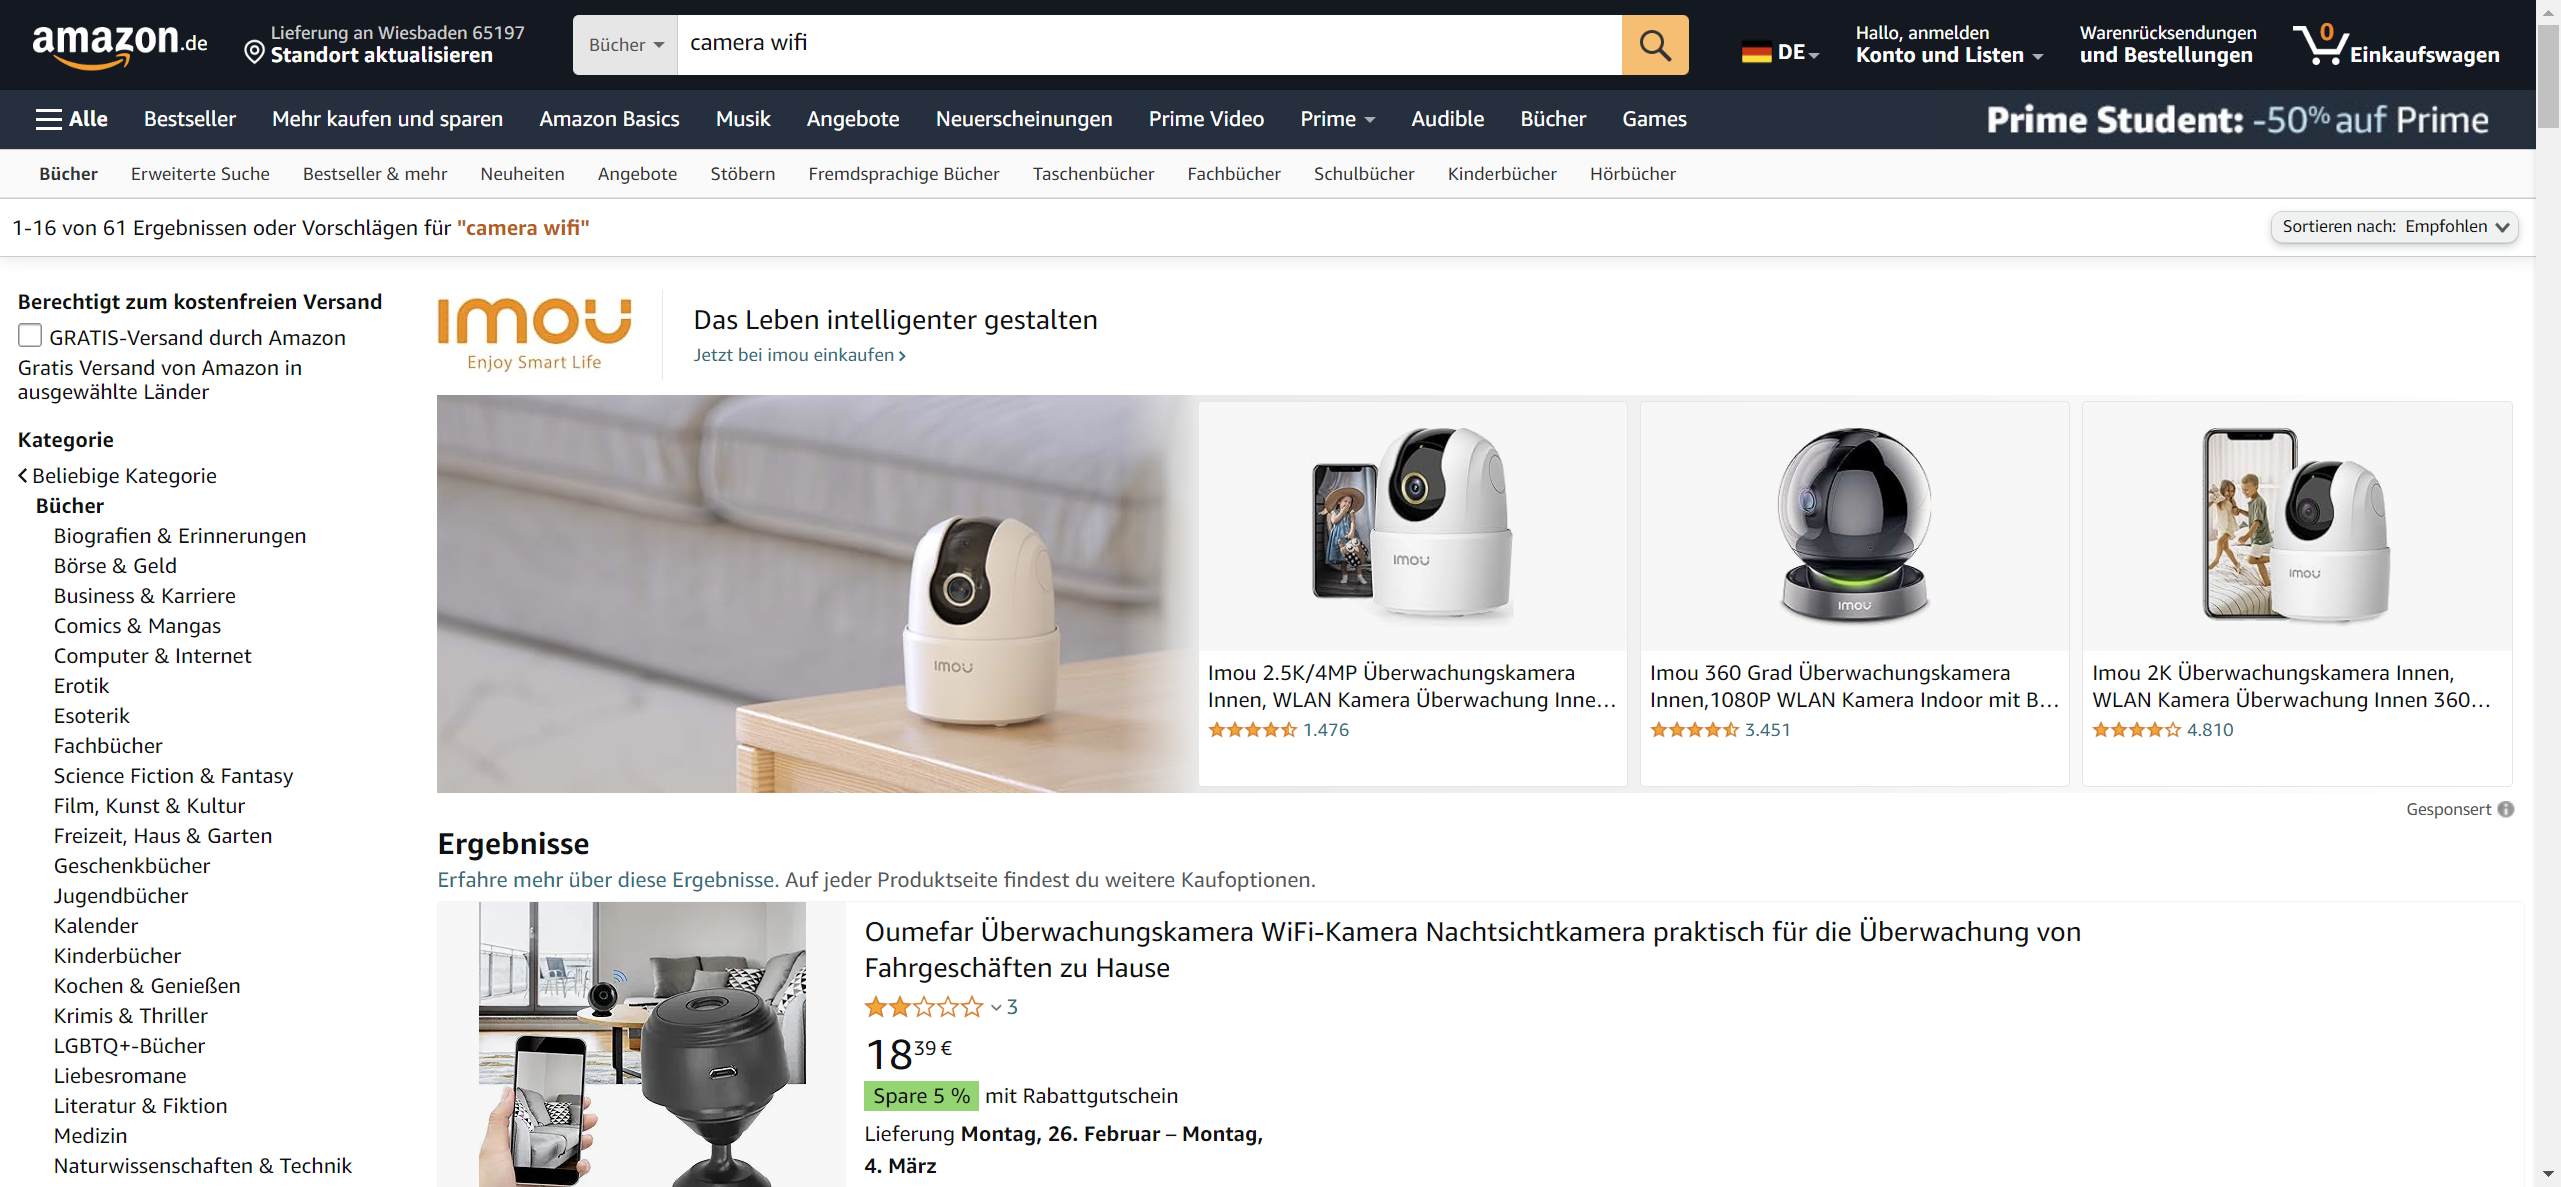 amazon.de
Lieferung an Wiesbaden 65197
Standort aktualisieren
Bücher
camera wifi
DE
Hallo, anmelden
Konto und Listen
Warenrücksendungen
und Bestellungen
0
Einkaufswagen
Alle
Bestseller
Mehr kaufen und sparen
Amazon Basics
Musik
Angebote
Neuerscheinungen
Prime Video
Prime
Audible
Bücher
Games
Prime Student: -50% auf Prime
Bücher
Erweiterte Suche
Bestseller & mehr
Neuheiten
Angebote
Stöbern
Fremdsprachige Bücher
Taschenbücher
Fachbücher
Schulbücher
Kinderbücher
Hörbücher
1-16 von 61 Ergebnissen oder Vorschlägen für "camera wifi"
Sortieren nach: Empfohlen
Berechtigt zum kostenfreien Versand
GRATIS-Versand durch Amazon
Gratis Versand von Amazon in
ausgewählte Länder
Kategorie
Beliebige Kategorie
Bücher
Biografien & Erinnerungen
Börse & Geld
Business & Karriere
Comics & Mangas
Computer & Internet
Erotik
Esoterik
Fachbücher
Science Fiction & Fantasy
Film, Kunst & Kultur
Freizeit, Haus & Garten
Geschenkbücher
Jugendbücher
Kalender
Kinderbücher
Kochen & Genießen
Krimis & Thriller
LGBTQ+-Bücher
Liebesromane
Literatur & Fiktion
Medizin
Naturwissenschaften & Technik
imou
Enjoy Smart Life
Das Leben intelligenter gestalten
Jetzt bei imou einkaufen
imou
imou
Imou 2.5K/4MP Überwachungskamera
Innen, WLAN Kamera Überwachung Inne…
1.476
imou
Imou 360 Grad Überwachungskamera
Innen,1080P WLAN Kamera Indoor mit B…
3.451
imou
Imou 2K Überwachungskamera Innen,
WLAN Kamera Überwachung Innen 360…
4.810
Gesponsert
Ergebnisse
Erfahre mehr über diese Ergebnisse. Auf jeder Produktseite findest du weitere Kaufoptionen.
Oumefar Überwachungskamera WiFi-Kamera Nachtsichtkamera praktisch für die Überwachung von
Fahrgeschäften zu Hause
3
18 39 €
Spare 5 % mit Rabattgutschein
Lieferung Montag, 26. Februar – Montag,
4. März